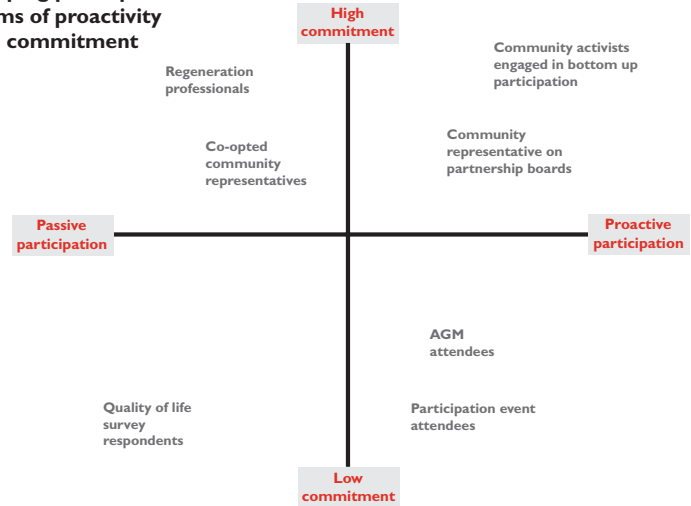 ms of proactivity
commitment
High
commitment
Community activists
engaged in bottom up
participation
Regeneration
professionals
Community
representative on
partnership boards
Co-opted
community
representatives
Passive
participation
Proactive
participation
AGM
attendees
Quality of life
survey
respondents
Participation event
attendees
Low
commitment